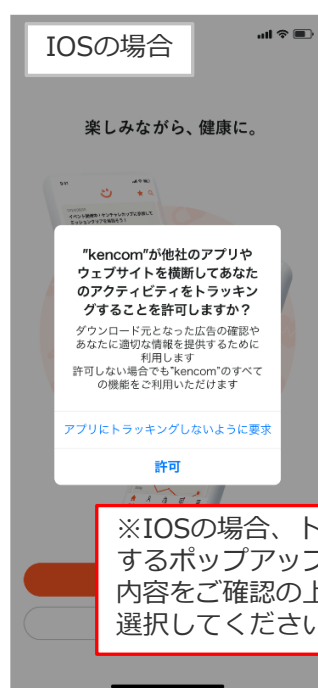 IOSの場合
楽しみながら、健康に。
"kencom"が他社のアプリや
ウェブサイトを横断してあなた
のアクティビティをトラッキン
グすることを許可しますか？
ダウンロード元となった広告の確認や
あなたに適切な情報を提供するために
利用します
許可しない場合でも"kencom"のすべて
の機能をご利用いただけます
アプリにトラッキングしないように要求
許可
※IOSの場合、ト
するポップアップ
内容をご確認の上
選択してください